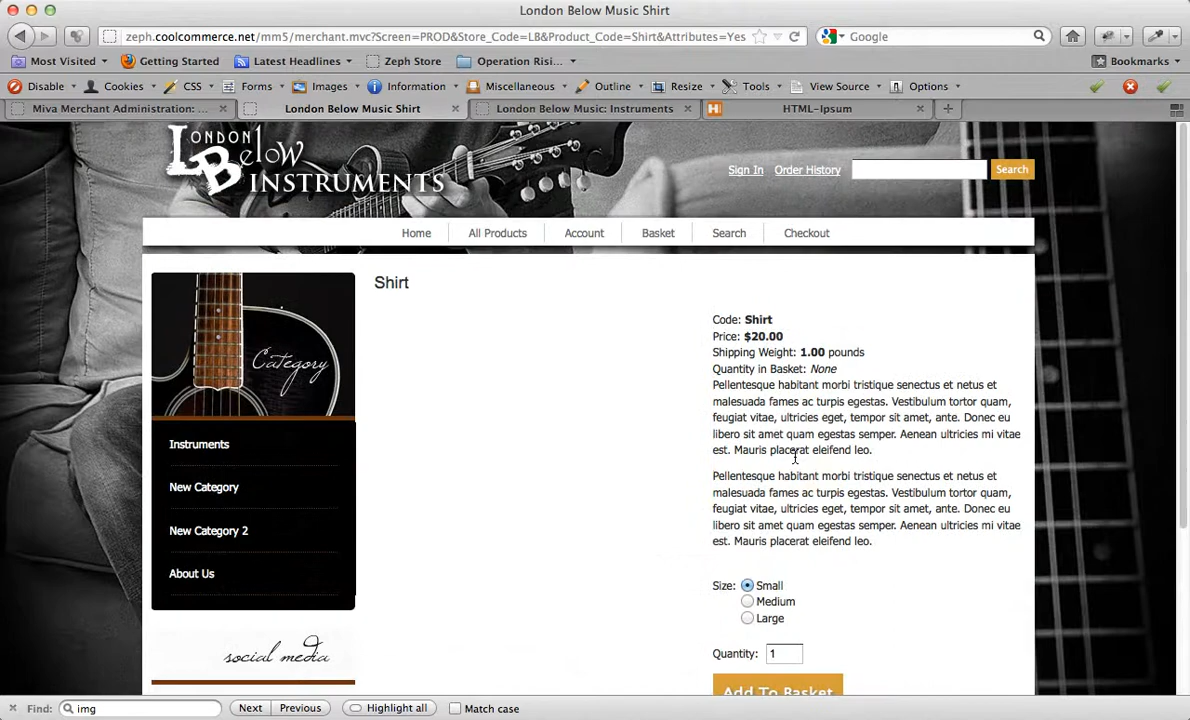 London Below Music Shirt
zeph.coolcommerce.net/mm5/merchant.mvc?Screen=PROD&Store_Code=LB&Product_Code=Shirt&Attributes=Yes
Google
Most Visited
Getting Started
Latest Headlines
Zeph Store
Operation Risi...
Bookmarks
Disable
Cookies
CSS
Forms
Images
Information
Miscellaneous
Outline
Resize
Tools
View Source
Options
Miva Merchant Administration: ...
London Below Music Shirt
London Below Music: Instruments
HTML-Ipsum
LONDON
Below
INSTRUMENTS
Sign In
Order History
Search
Home
All Products
Account
Basket
Search
Checkout
Category
Instruments
New Category
New Category 2
About Us
social media
Shirt
Code: Shirt
Price: $20.00
Shipping Weight: 1.00 pounds
Quantity in Basket: None
Pellentesque habitant morbi tristique senectus et netus et
malesuada fames ac turpis egestas. Vestibulum tortor quam,
feugiat vitae, ultricies eget, tempor sit amet, ante. Donec eu
libero sit amet quam egestas semper. Aenean ultricies mi vitae
est. Mauris placerat eleifend leo.
Pellentesque habitant morbi tristique senectus et netus et
malesuada fames ac turpis egestas. Vestibulum tortor quam,
feugiat vitae, ultricies eget, tempor sit amet, ante. Donec eu
libero sit amet quam egestas semper. Aenean ultricies mi vitae
est. Mauris placerat eleifend leo.
Size: Small
Medium
Large
Quantity: 1
Add To Basket
Find: img
Next
Previous
Highlight all
Match case